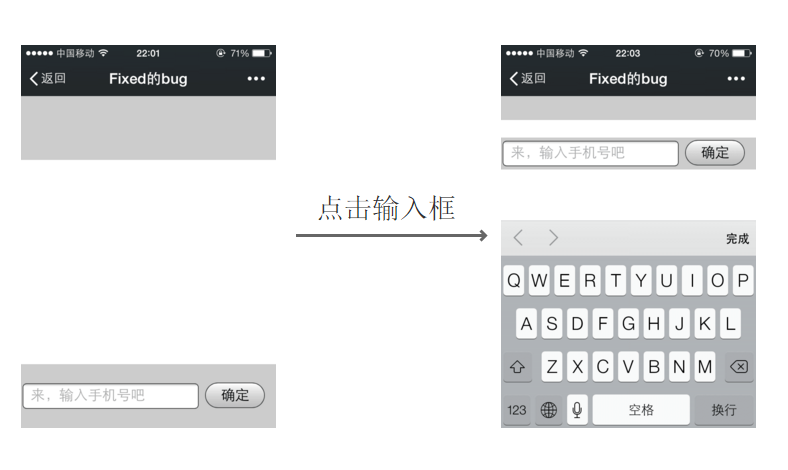 中国移动 22:01 71%
返回 Fixed的bug
来，输入手机号吧 确定
点击输入框
中国移动 22:03 70%
返回 Fixed的bug
来，输入手机号吧 确定
完成
Q W E R T Y U I O P
A S D F G H J K L
Z X C V B N M
123 空格 换行